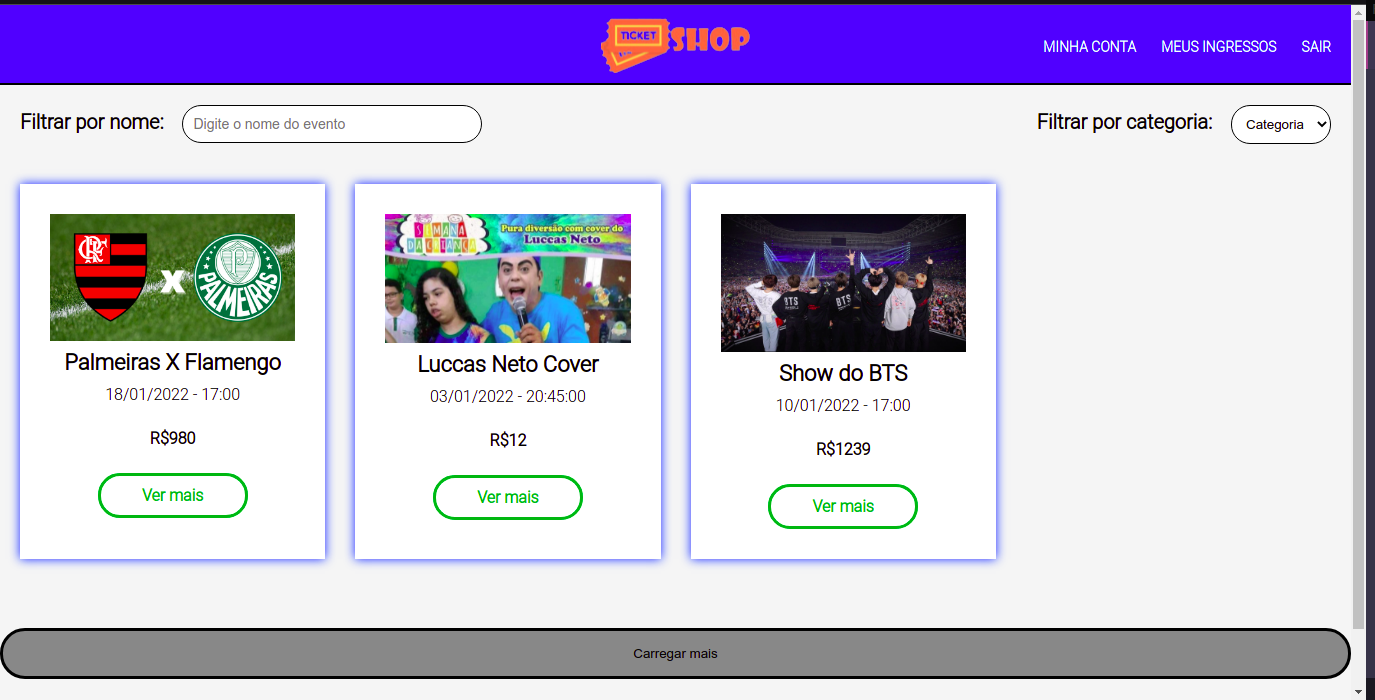 TICKET
SHOP
MINHA CONTA
MEUS INGRESSOS
SAIR
Filtrar por nome:
Digite o nome do evento
Filtrar por categoria:
Categoria
PALMEIRAS
X
Palmeiras X Flamengo
18/01/2022 - 17:00
R$980
Ver mais
SEMANA
DA CRIANÇA
Pura diversão com cover do
Luccas Neto
Luccas Neto Cover
03/01/2022 - 20:45:00
R$12
Ver mais
BTS
BTS
Show do BTS
10/01/2022 - 17:00
R$1239
Ver mais
Carregar mais